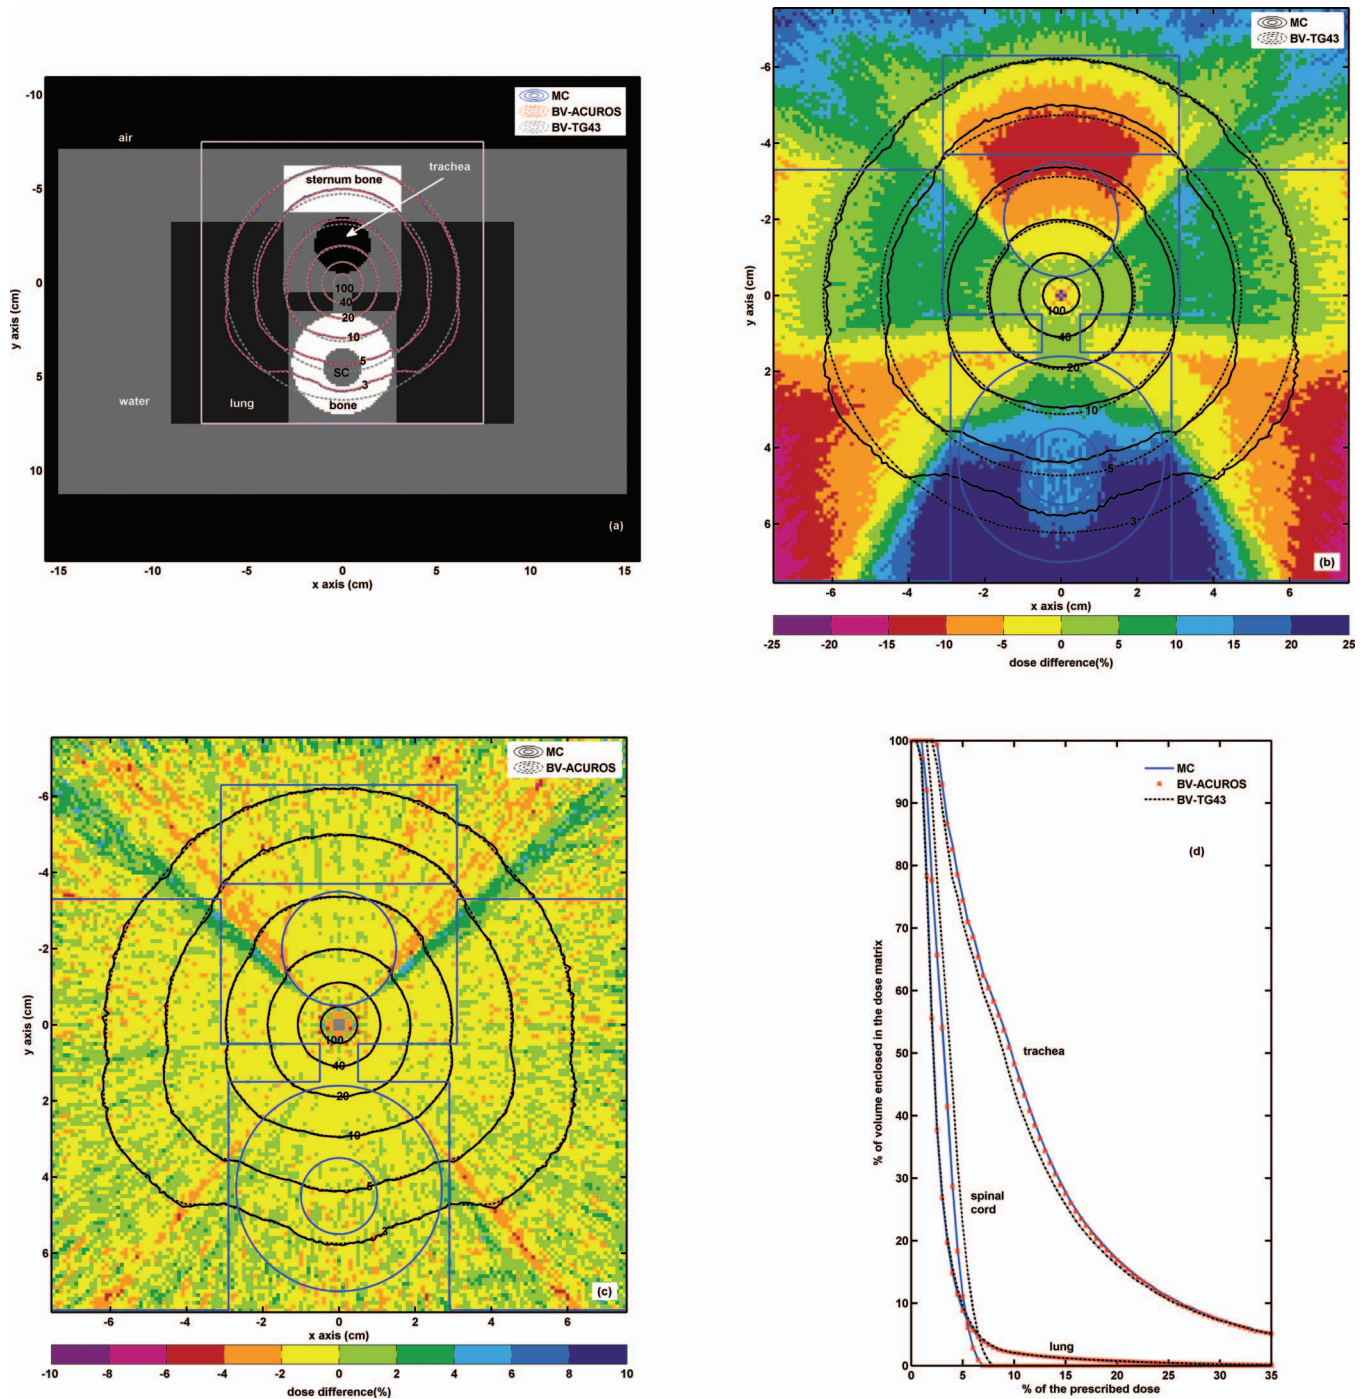 MC
BV-ACUROS
BV-TG43
air
trachea
sternum bone
100
40
20
10
5
SC
3
water
lung
bone
(a)
-10
-5
0
5
10
y axis (cm)
-15
-10
-5
0
5
10
15
x axis (cm)
MC
BV-TG43
-6
-4
-2
0
2
4
6
y axis (cm)
100
40
20
10
5
3
(b)
-6
-4
-2
0
2
4
6
x axis (cm)
-25
-20
-15
-10
-5
0
5
10
15
20
25
dose difference(%)
MC
BV-ACUROS
-6
-4
-2
0
2
4
6
y axis (cm)
100
40
20
10
5
3
(c)
-6
-4
-2
0
2
4
6
x axis (cm)
-10
-8
-6
-4
-2
0
2
4
6
8
10
dose difference(%)
MC
BV-ACUROS
BV-TG43
(d)
100
90
80
70
60
50
40
30
20
10
0
% of volume enclosed in the dose matrix
trachea
spinal
cord
lung
0
5
10
15
20
25
30
35
% of the prescribed dose